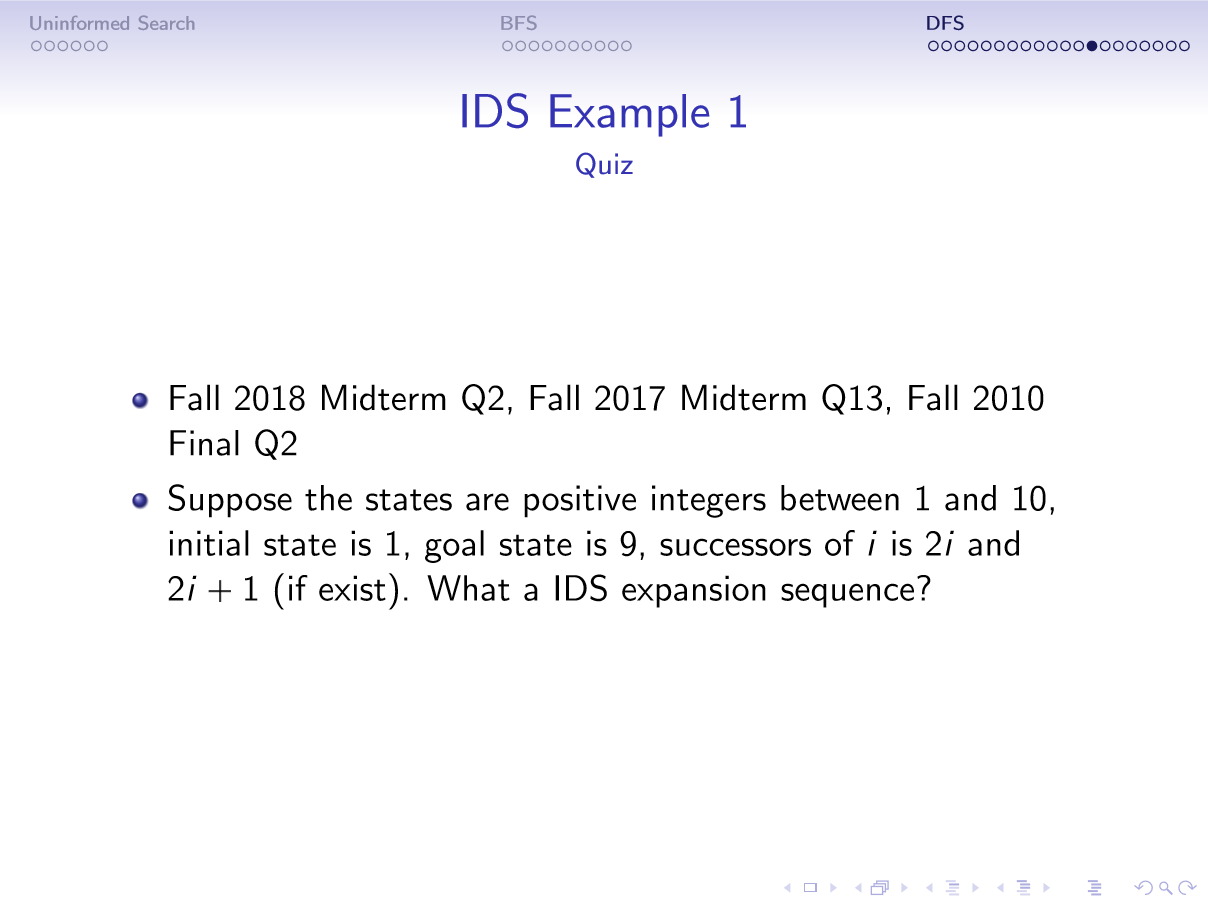 Uninformed Search
BFS
DFS
IDS Example 1
Quiz
Fall 2018 Midterm Q2, Fall 2017 Midterm Q13, Fall 2010
Final Q2
Suppose the states are positive integers between 1 and 10,
initial state is 1, goal state is 9, successors of i is 2i and
2i + 1 (if exist). What a IDS expansion sequence?